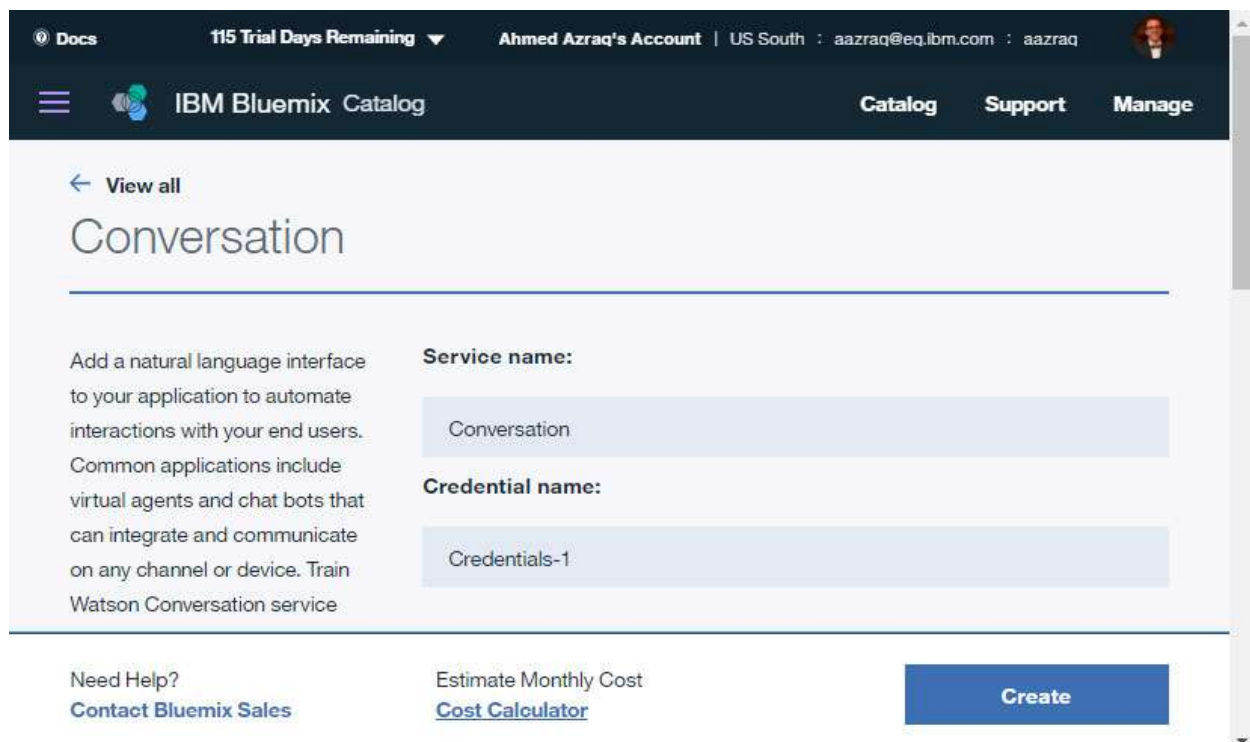 Docs
115 Trial Days Remaining
Ahmed Azraq's Account | US South : aazraq@eg.ibm.com : aazraq
IBM Bluemix Catalog
Catalog Support Manage
View all
Conversation
Add a natural language interface
to your application to automate
interactions with your end users.
Common applications include
virtual agents and chat bots that
can integrate and communicate
on any channel or device. Train
Watson Conversation service
Service name:
Conversation
Credential name:
Credentials-1
Need Help?
Contact Bluemix Sales
Estimate Monthly Cost
Cost Calculator
Create